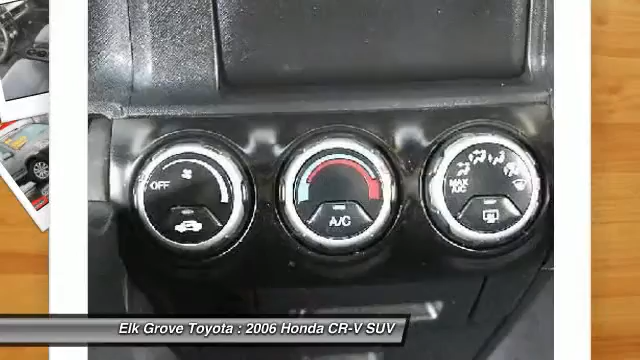 OFF
A/C
MAX
A/C
Elk Grove Toyota : 2006 Honda CR-V SUV